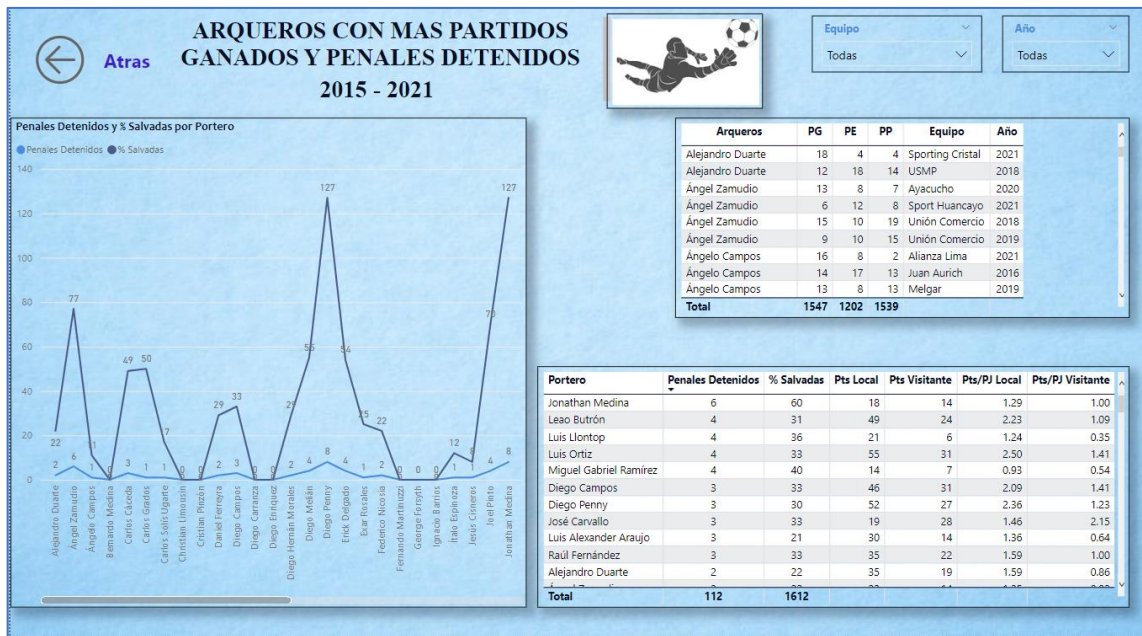 ARQUEROS CON MAS PARTIDOS
GANADOS Y PENALES DETENIDOS
2015 - 2021
Atras
Equipo
Todas
Año
Todas
Penales Detenidos y % Salvadas por Portero
Penales Detenidos % Salvadas
140
120
100
80
60
40
20
0
22 77 11 0 49 50 17 0 0 29 33 0 0 29 55 127 54 25 22 0 0 0 12 8 127
2 6 1 0 3 1 1 0 0 2 3 0 0 2 4 8 4 1 2 0 0 0 1 1 4 8
Alejandro Duarte
Ángel Zamudio
Ángelo Campos
Bernardo Medina
Carlos Cáceda
Carlos Grados
Carlos Solís Ugarte
Christian Limousin
Cristian Pinzón
Daniel Ferreyra
Diego Campos
Diego Carranza
Diego Enríquez
Diego Hernán Morales
Diego Melián
Diego Penny
Erick Delgado
Exar Rosales
Federico Nicosia
Fernando Martinuzzi
George Forsyth
Ignacio Barrios
Ítalo Espinoza
Jesús Cisneros
Joel Pinto
Jonathan Medina
Arqueros PG PE PP Equipo Año
Alejandro Duarte 18 4 4 Sporting Cristal 2021
Alejandro Duarte 12 18 14 USMP 2018
Ángel Zamudio 13 8 7 Ayacucho 2020
Ángel Zamudio 6 12 8 Sport Huancayo 2021
Ángel Zamudio 15 10 19 Unión Comercio 2018
Ángel Zamudio 9 10 15 Unión Comercio 2019
Ángelo Campos 16 8 2 Alianza Lima 2021
Ángelo Campos 14 17 13 Juan Aurich 2016
Ángelo Campos 13 8 13 Melgar 2019
Total 1547 1202 1539
Portero Penales Detenidos % Salvadas Pts Local Pts Visitante Pts/PJ Local Pts/PJ Visitante
Jonathan Medina 6 60 18 14 1.29 1.00
Leao Butrón 4 31 49 24 2.23 1.09
Luis Llontop 4 36 21 6 1.24 0.35
Luis Ortiz 4 33 55 31 2.50 1.41
Miguel Gabriel Ramírez 4 40 14 7 0.93 0.54
Diego Campos 3 33 46 31 2.09 1.41
Diego Penny 3 30 52 27 2.36 1.23
José Carvallo 3 33 19 28 1.46 2.15
Luis Alexander Araujo 3 21 30 14 1.36 0.64
Raúl Fernández 3 33 35 22 1.59 1.00
Alejandro Duarte 2 22 35 19 1.59 0.86
Total 112 1612